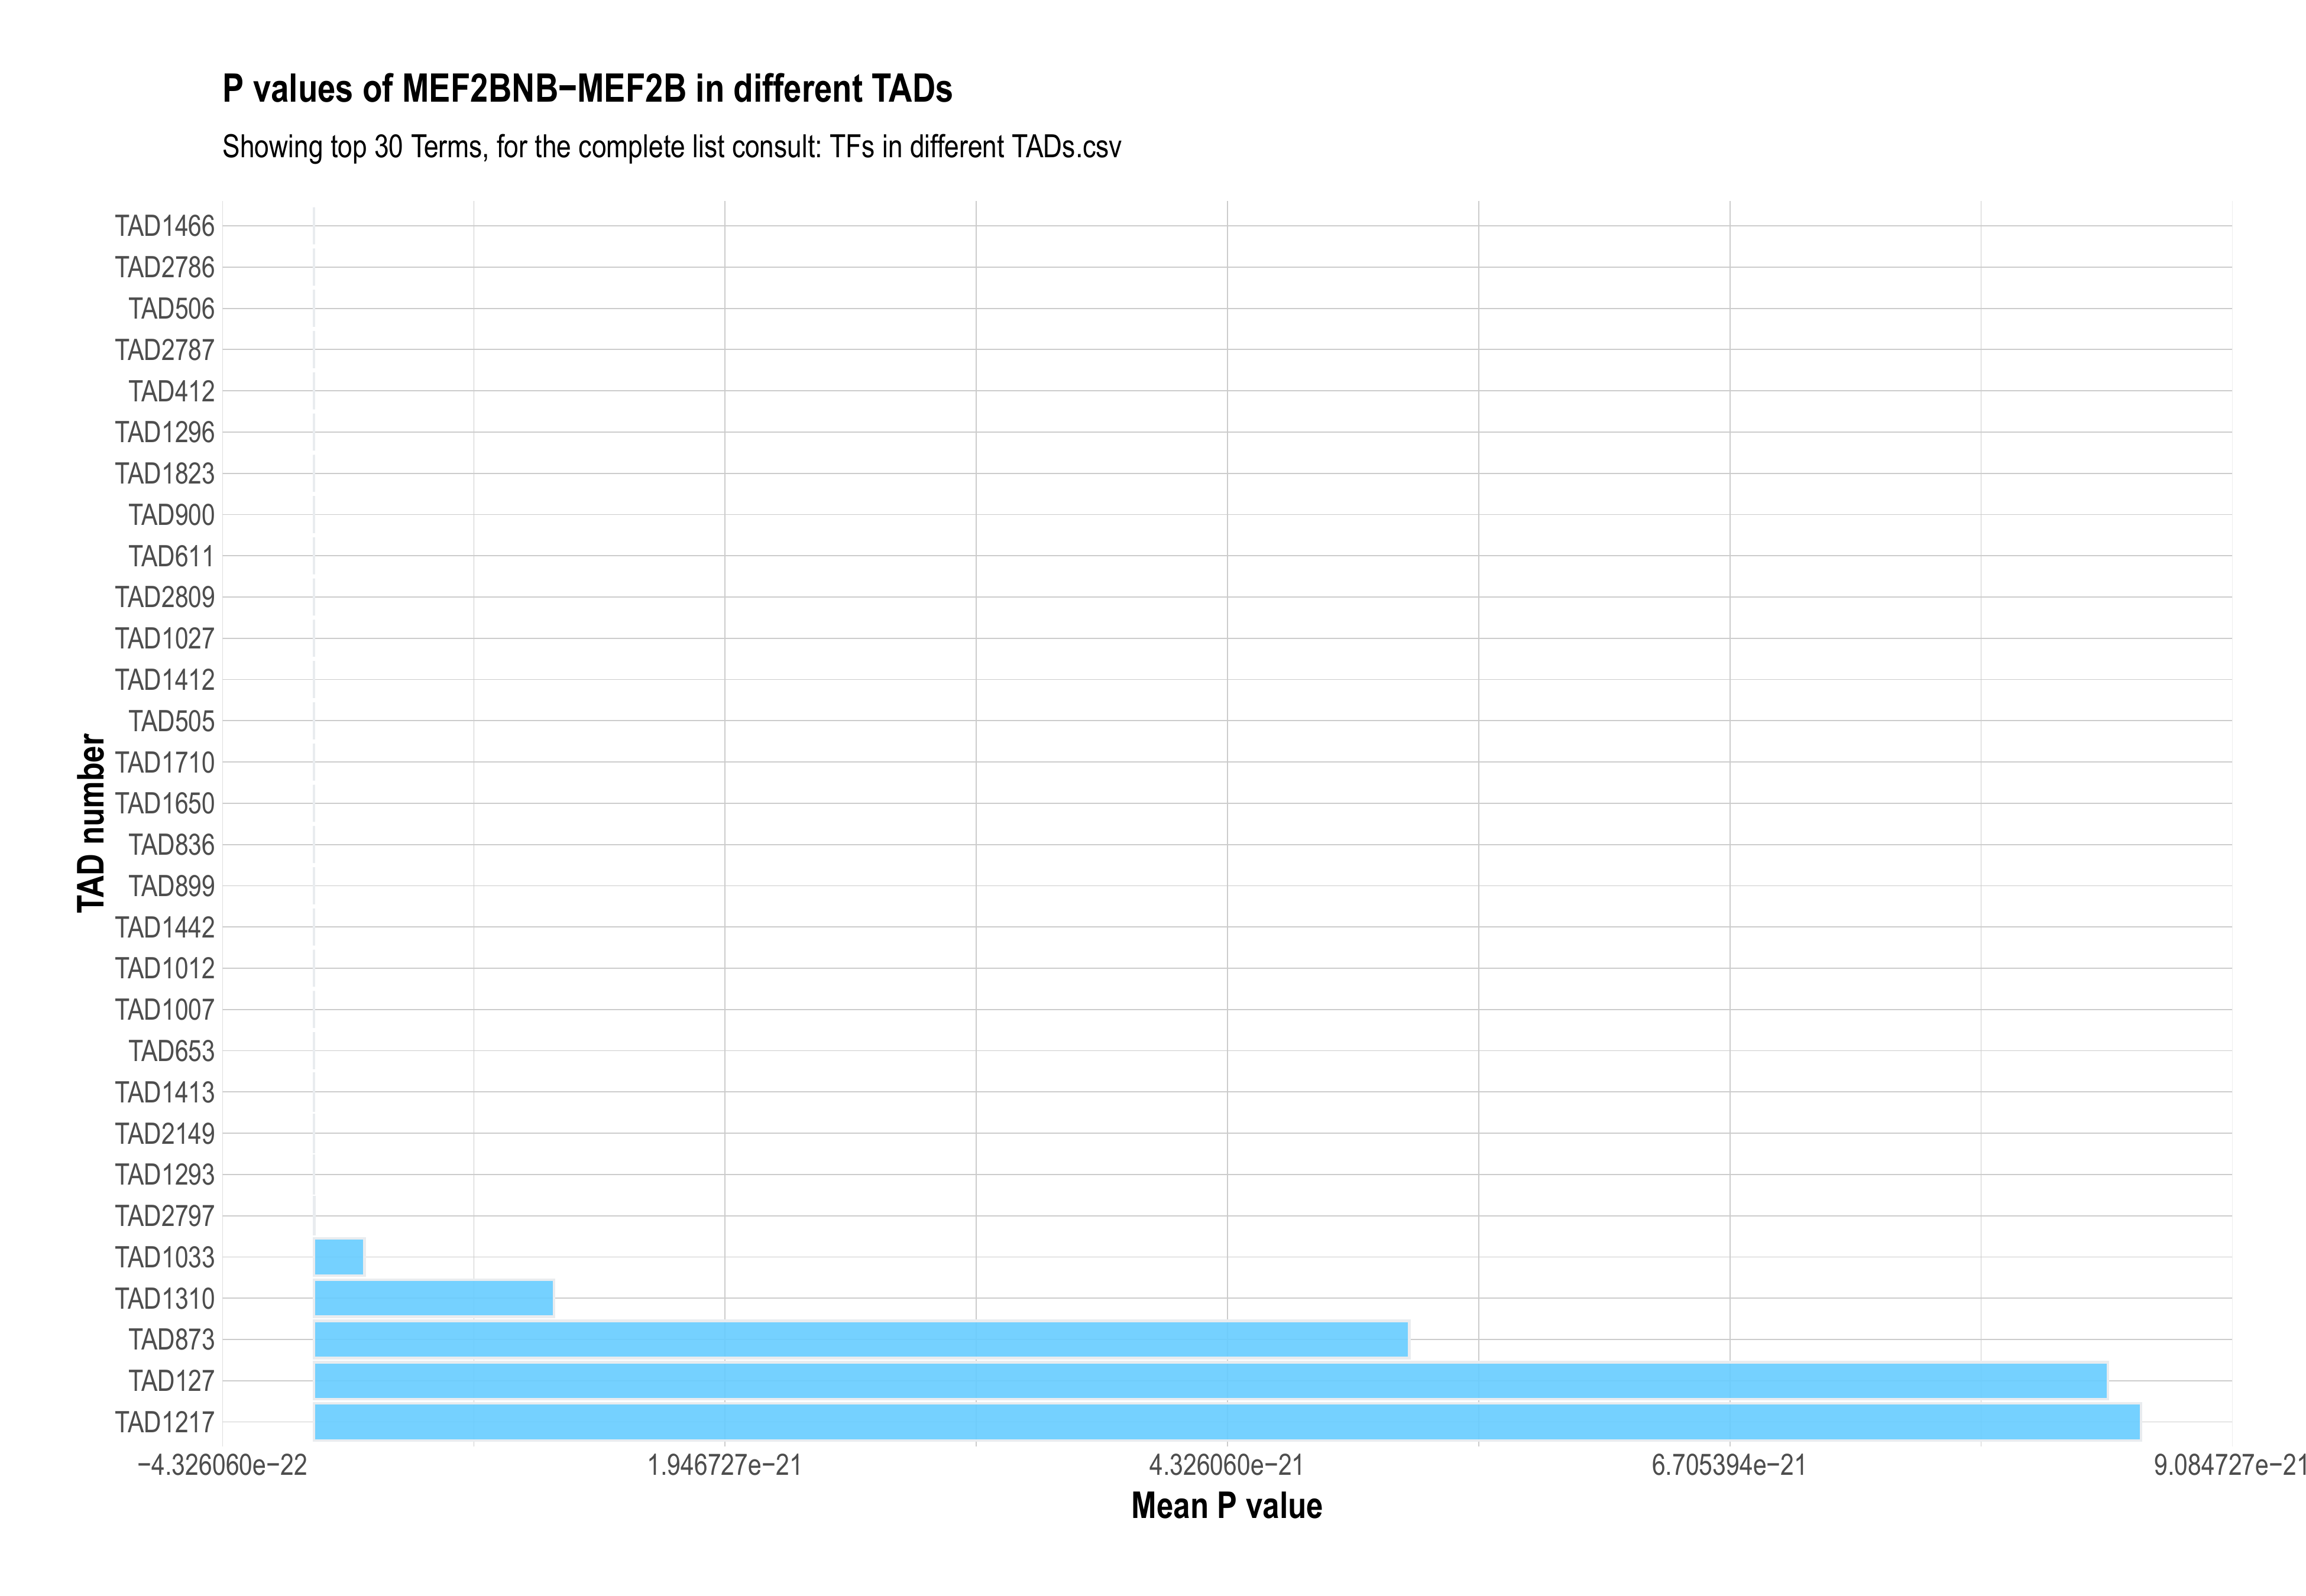 P values of MEF2BNB−MEF2B in different TADs
Showing top 30 Terms, for the complete list consult: TFs in different TADs.csv
TAD number
TAD1466
TAD2786
TAD506
TAD2787
TAD412
TAD1296
TAD1823
TAD900
TAD611
TAD2809
TAD1027
TAD1412
TAD505
TAD1710
TAD1650
TAD836
TAD899
TAD1442
TAD1012
TAD1007
TAD653
TAD1413
TAD2149
TAD1293
TAD2797
TAD1033
TAD1310
TAD873
TAD127
TAD1217
−4.326060e−22 1.946727e−21 4.326060e−21 6.705394e−21 9.084727e−21
Mean P value